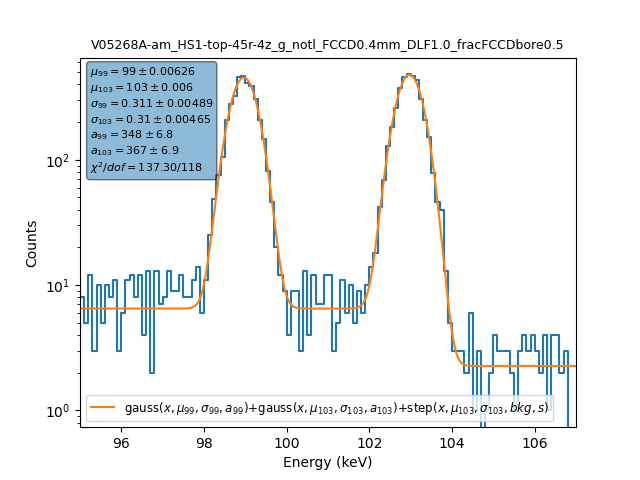 V05268A-am_HS1-top-45r-4z_g_notl_FCCD0.4mm_DLF1.0_fracFCCDbore0.5
μ₉₉ = 99 ± 0.00626
μ₁₀₃ = 103 ± 0.006
σ₉₉ = 0.311 ± 0.00489
σ₁₀₃ = 0.31 ± 0.00465
a₉₉ = 348 ± 6.8
a₁₀₃ = 367 ± 6.9
χ²/dof = 137.30/118
10²
10¹
10⁰
Counts
gauss(x, μ₉₉, σ₉₉, a₉₉)+gauss(x, μ₁₀₃, σ₁₀₃, a₁₀₃)+step(x, μ₁₀₃, σ₁₀₃, bkg, s)
96 98 100 102 104 106
Energy (keV)